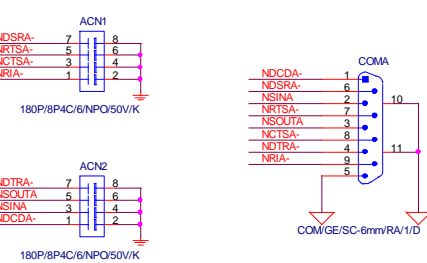 ACN1
NDSRA- 7 8
NRTSA- 5 6
NCTSA- 3 4
NRIA- 1 2
180P/8P4C/6/NPO/50V/K
ACN2
NDTRA- 7 8
NSOUTA 5 6
NSINA 3 4
NDCDA- 1 2
180P/8P4C/6/NPO/50V/K
COMA
NDCDA- 1
NDSRA- 6
NSINA 2 10
NRTSA- 7
NSOUTA 3
NCTSA- 8
NDTRA- 4 11
NRIA- 9
5
COM/GE/SC-6mm/RA/1/D